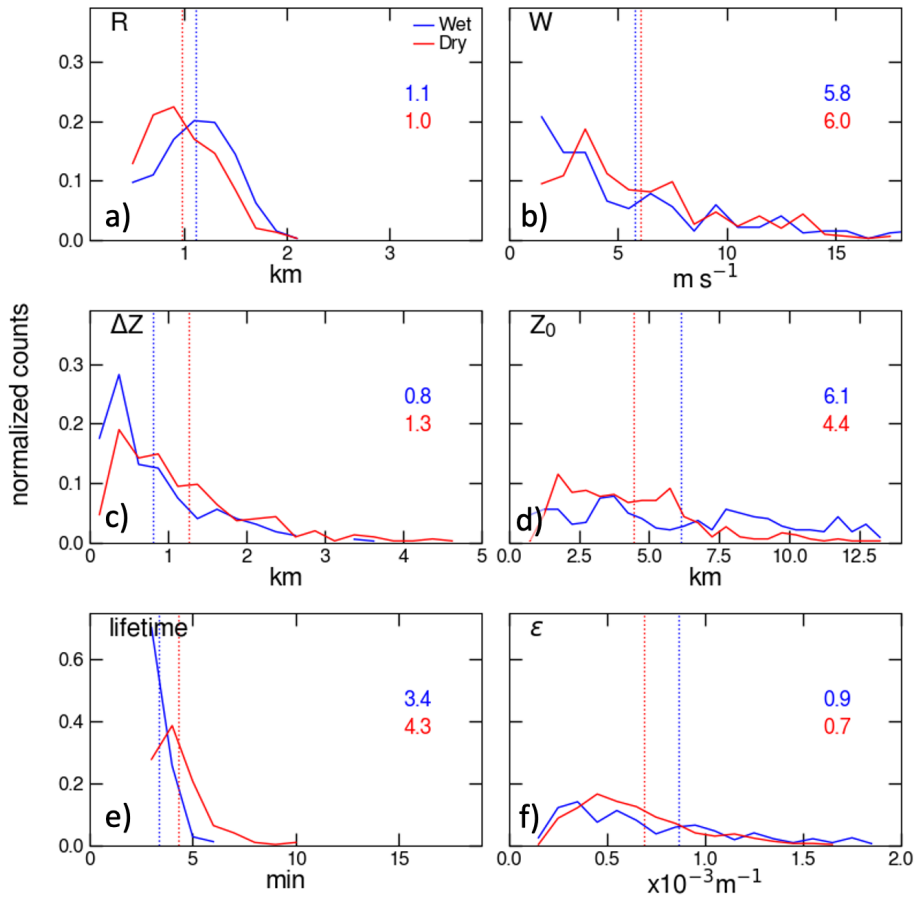 R
Wet
Dry
1.1
1.0
0.3
0.2
0.1
0.0
a)
1
2
3
km
W
5.8
6.0
b)
0
5
10
15
m s⁻¹
normalized counts
ΔZ
0.8
1.3
0.3
0.2
0.1
0.0
c)
0
1
2
3
4
5
km
Z₀
6.1
4.4
d)
0.0
2.5
5.0
7.5
10.0
12.5
km
lifetime
3.4
4.3
0.6
0.4
0.2
0.0
e)
0
5
10
15
min
ε
0.9
0.7
f)
0.0
0.5
1.0
1.5
2.0
x10⁻³m⁻¹